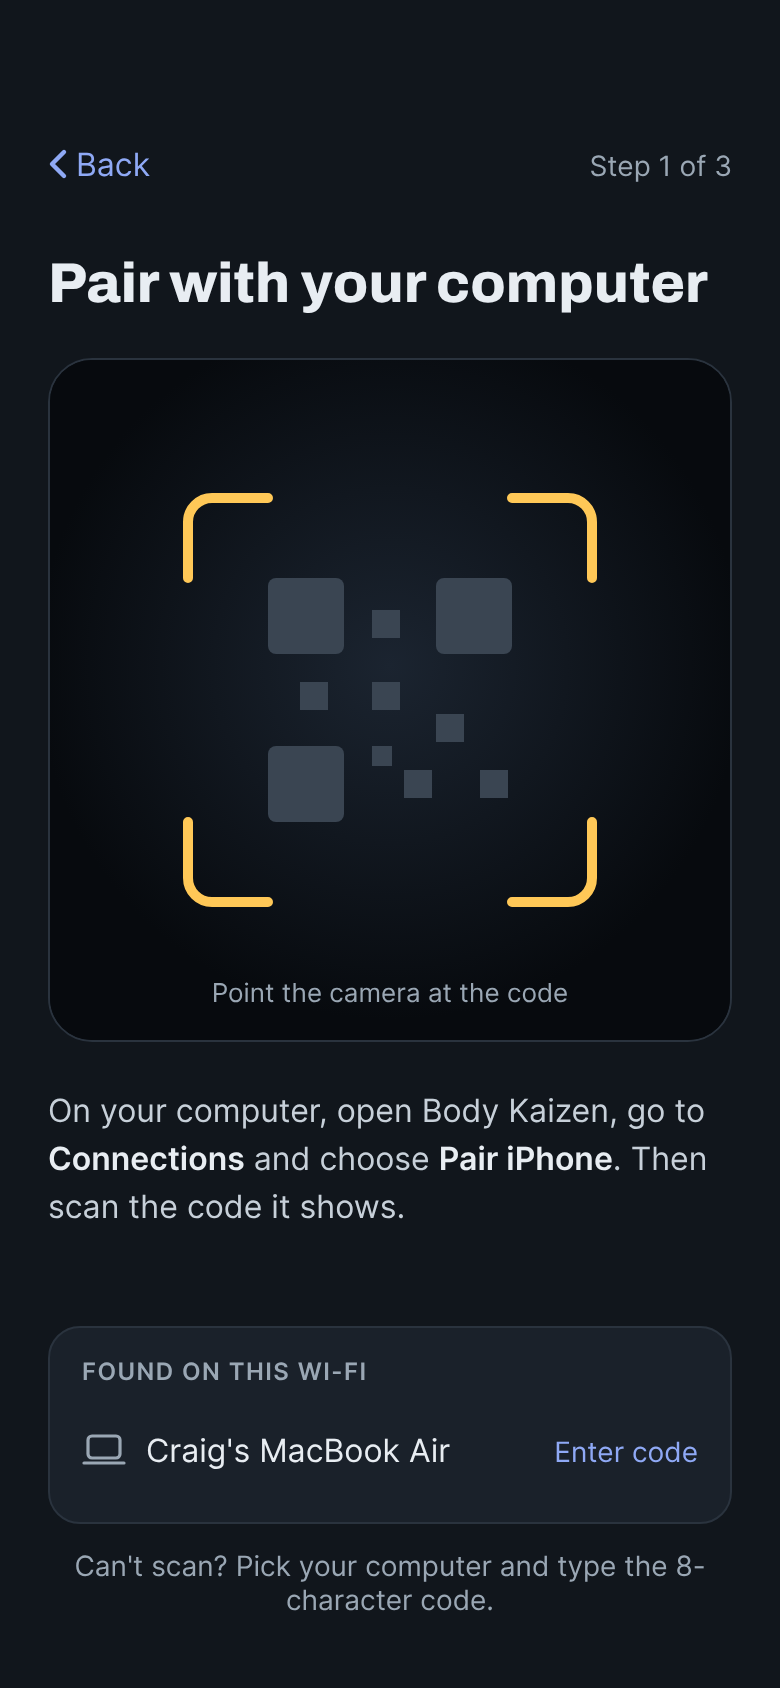 Back
Step 1 of 3
Pair with your computer
Point the camera at the code
On your computer, open Body Kaizen, go to
Connections and choose Pair iPhone. Then
scan the code it shows.
FOUND ON THIS WI-FI
Craig's MacBook Air
Enter code
Can't scan? Pick your computer and type the 8-
character code.